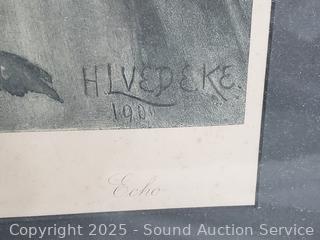 H LVEDEKE.
Echo
Copyright © 2025 - Sound Auction Service